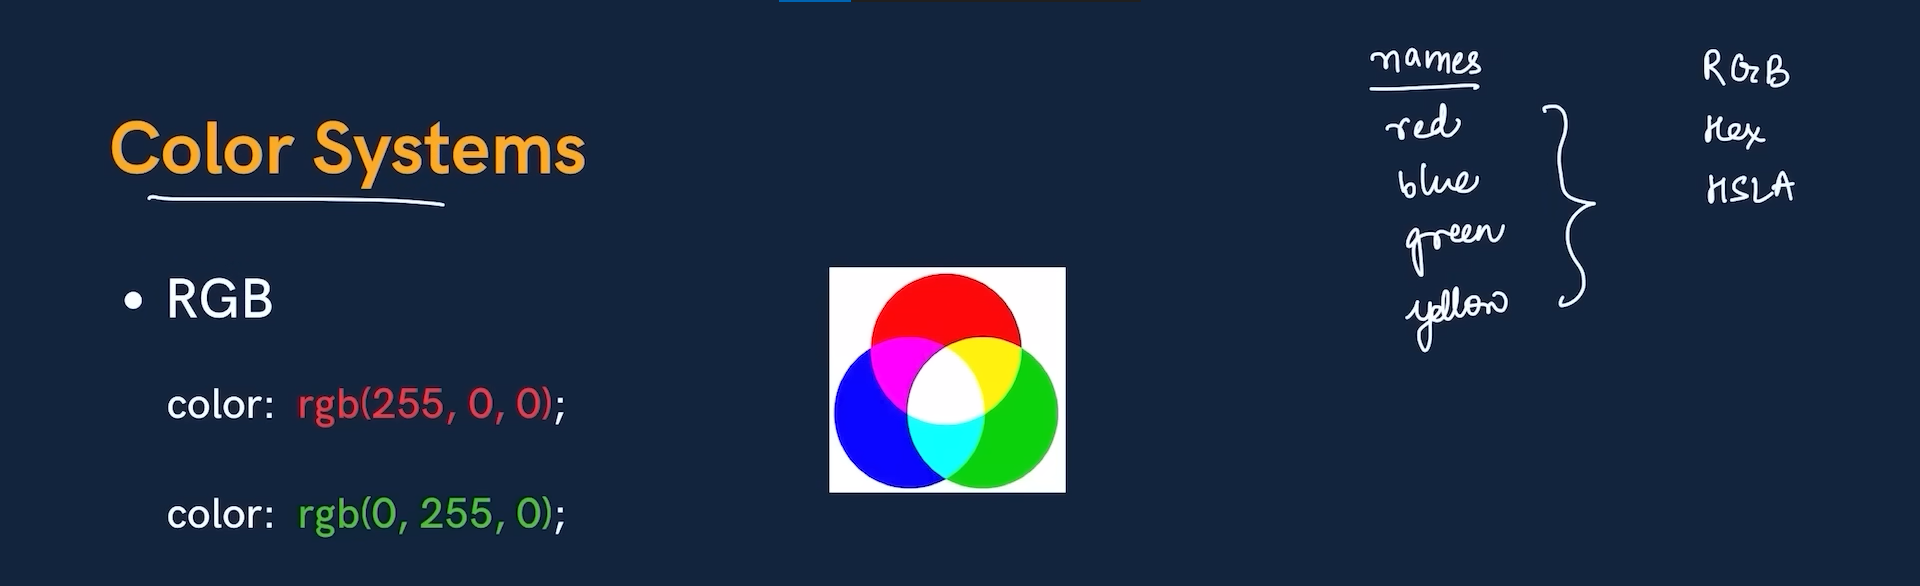 Color Systems
• RGB
color: rgb(255, 0, 0);
color: rgb(0, 255, 0);
names
red
blue
green
yellow
RGB
Hex
HSLA